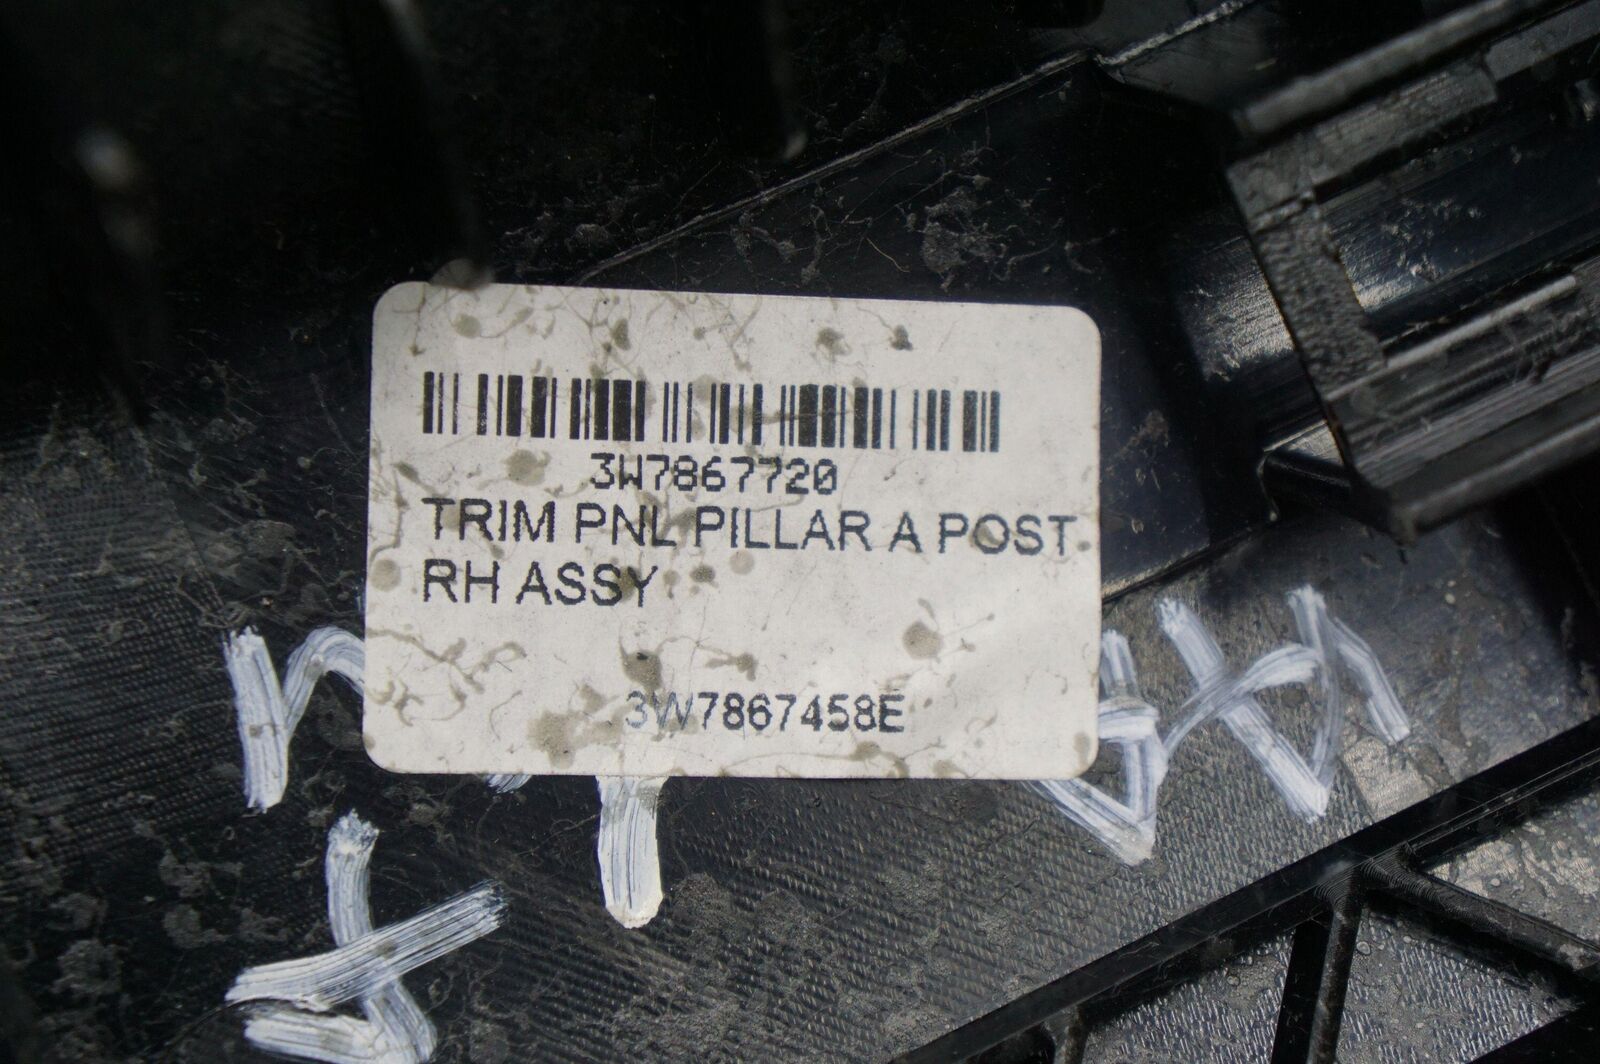 3W7867720
TRIM PNL PILLAR A POST
RH ASSY
3W7867458E